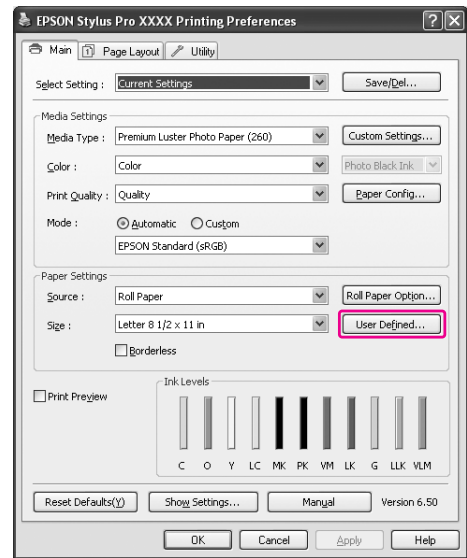 EPSON Stylus Pro XXXX Printing Preferences
Main Page Layout Utility
Select Setting : Current Settings Save/Del...
Media Settings
Media Type : Premium Luster Photo Paper (260) Custom Settings...
Color : Color Photo Black Ink
Print Quality : Quality Paper Config...
Mode : Automatic Custom
EPSON Standard (sRGB)
Paper Settings
Source : Roll Paper Roll Paper Option...
Size : Letter 8 1/2 x 11 in User Defined...
Borderless
Print Preview
Ink Levels
C O Y LC MK PK VM LK G LLK VLM
Reset Defaults(Y) Show Settings... Manual Version 6.50
OK Cancel Apply Help